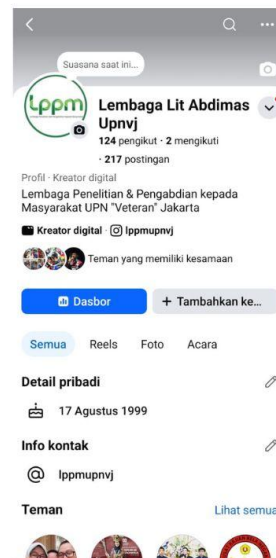 Suasana saat ini...
Lppm
Lembaga Lit Abdimas
Upnvj
124 pengikut · 2 mengikuti
· 217 postingan
Profil · Kreator digital
Lembaga Penelitian & Pengabdian kepada
Masyarakat UPN "Veteran" Jakarta
Kreator digital · lppmupnvj
Teman yang memiliki kesamaan
Dasbor
+ Tambahkan ke...
Semua Reels Foto Acara
Detail pribadi
17 Agustus 1999
Info kontak
lppmupnvj
Teman Lihat semua